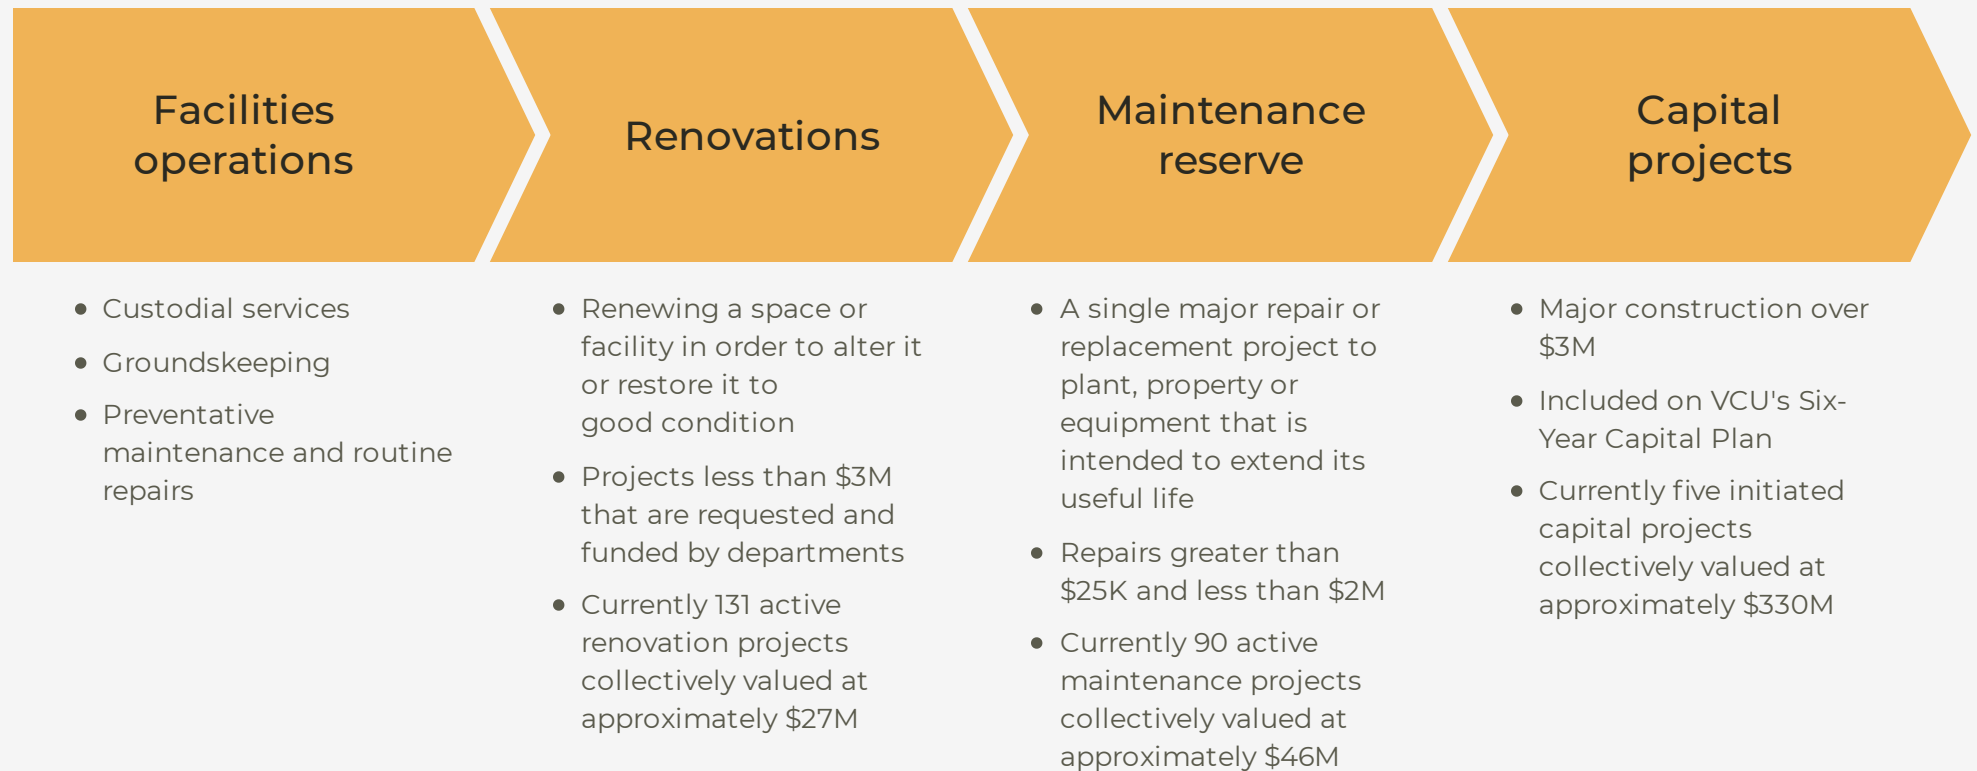 Facilities
operations
Renovations
Maintenance
reserve
Capital
projects
• Custodial services
• Groundskeeping
• Preventative
maintenance and routine
repairs
• Renewing a space or
facility in order to alter it
or restore it to
good condition
• Projects less than $3M
that are requested and
funded by departments
• Currently 131 active
renovation projects
collectively valued at
approximately $27M
• A single major repair or
replacement project to
plant, property or
equipment that is
intended to extend its
useful life
• Repairs greater than
$25K and less than $2M
• Currently 90 active
maintenance projects
collectively valued at
approximately $46M
• Major construction over
$3M
• Included on VCU's Six-
Year Capital Plan
• Currently five initiated
capital projects
collectively valued at
approximately $330M